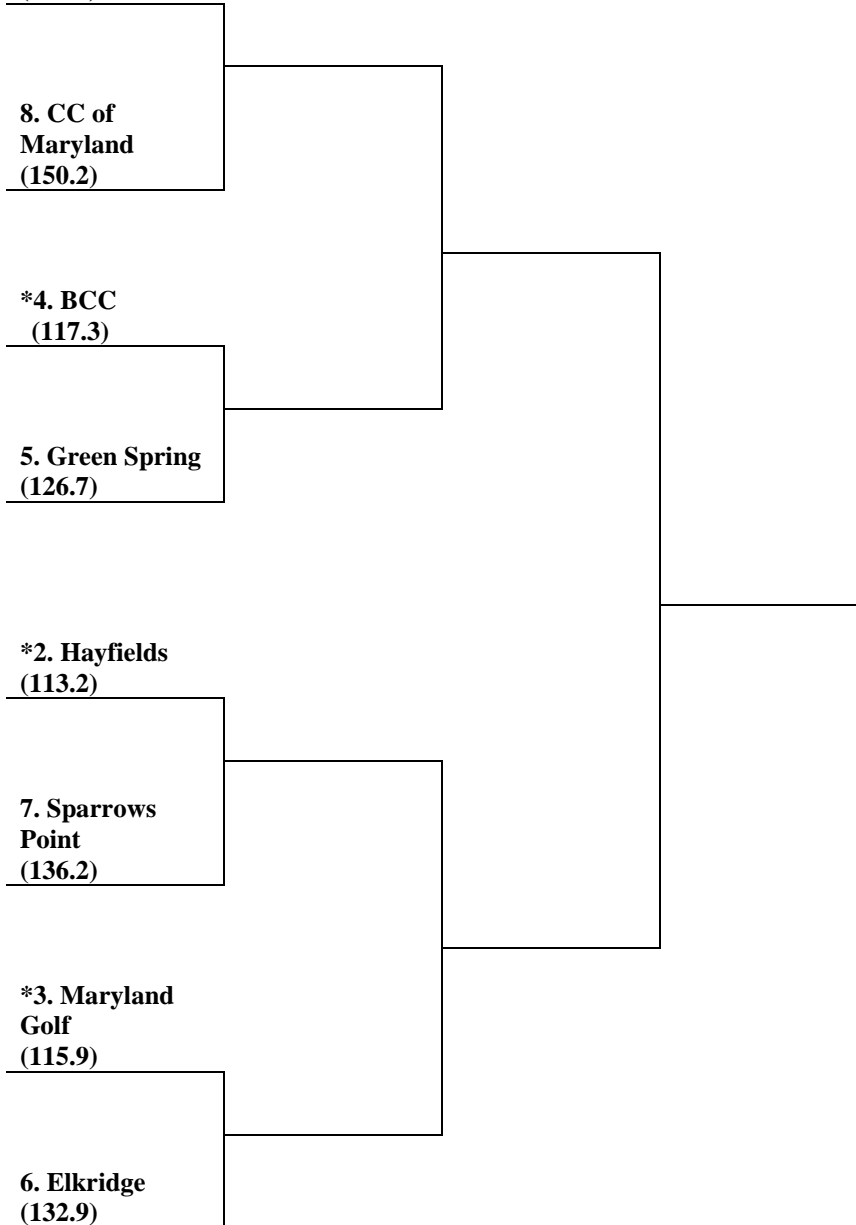 8. CC of
Maryland
(150.2)
*4. BCC
(117.3)
5. Green Spring
(126.7)
*2. Hayfields
(113.2)
7. Sparrows
Point
(136.2)
*3. Maryland
Golf
(115.9)
6. Elkridge
(132.9)